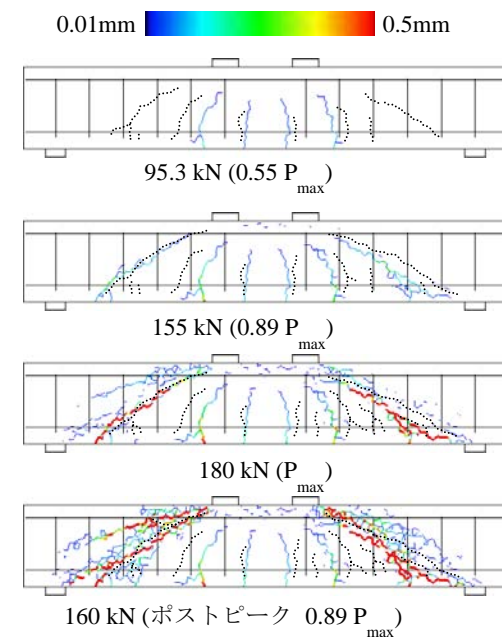 0.01mm 0.5mm
95.3 kN (0.55 Pmax)
155 kN (0.89 Pmax)
180 kN (Pmax)
160 kN (ポストピーク 0.89 Pmax)